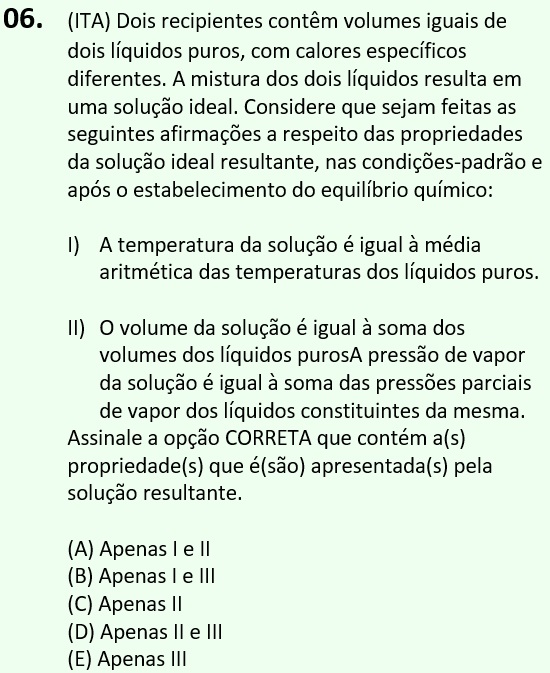 06. (ITA) Dois recipientes contêm volumes iguais de
dois líquidos puros, com calores específicos
diferentes. A mistura dos dois líquidos resulta em
uma solução ideal. Considere que sejam feitas as
seguintes afirmações a respeito das propriedades
da solução ideal resultante, nas condições-padrão e
após o estabelecimento do equilíbrio químico:
I) A temperatura da solução é igual à média
aritmética das temperaturas dos líquidos puros.
II) O volume da solução é igual à soma dos
volumes dos líquidos purosA pressão de vapor
da solução é igual à soma das pressões parciais
de vapor dos líquidos constituintes da mesma.
Assinale a opção CORRETA que contém a(s)
propriedade(s) que é(são) apresentada(s) pela
solução resultante.
(A) Apenas I e II
(B) Apenas I e III
(C) Apenas II
(D) Apenas II e III
(E) Apenas III